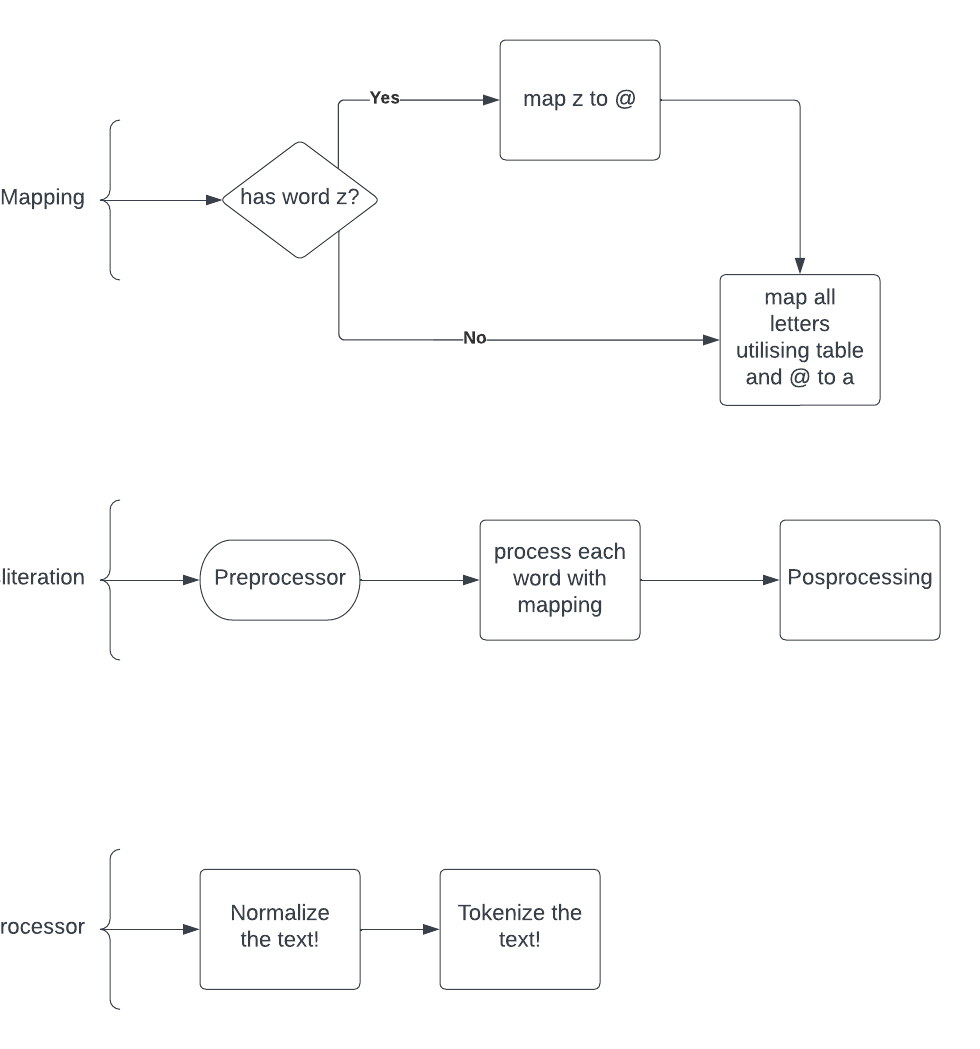 Yes
map z to @
Mapping
has word z?
No
map all
letters
utilising table
and @ to a
literation
Preprocessor
process each
word with
mapping
Posprocessing
rocessor
Normalize
the text!
Tokenize the
text!